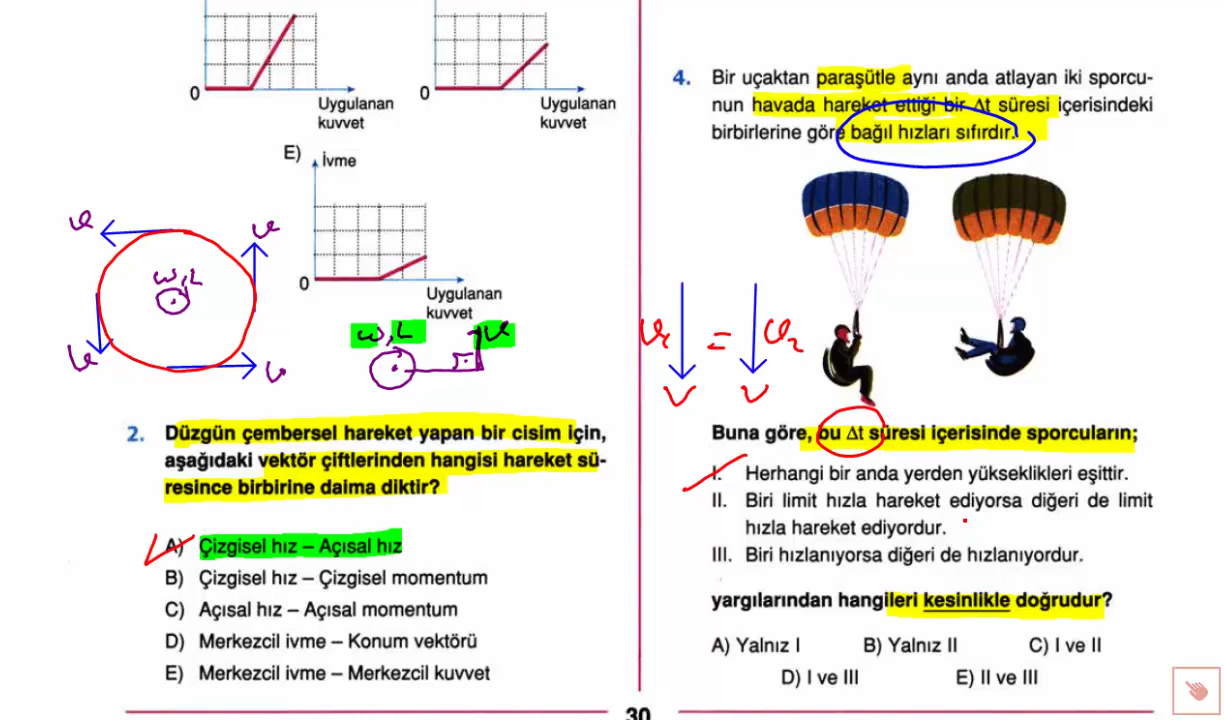 0
Uygulanan
kuvvet
0
Uygulanan
kuvvet
E)
İvme
0
Uygulanan
kuvvet
ϑ
ϑ
ω, L
ϑ
ϑ
ω, L
ϑ
2. Düzgün çembersel hareket yapan bir cisim için,
aşağıdaki vektör çiftlerinden hangisi hareket sü-
resince birbirine daima diktir?
A) Çizgisel hız – Açısal hız
B) Çizgisel hız – Çizgisel momentum
C) Açısal hız – Açısal momentum
D) Merkezcil ivme – Konum vektörü
E) Merkezcil ivme – Merkezcil kuvvet
4. Bir uçaktan paraşütle aynı anda atlayan iki sporcu-
nun havada hareket ettiği bir Δt süresi içerisindeki
birbirlerine göre bağıl hızları sıfırdır.
ϑ₁ = ϑ₂
V V
Buna göre, bu Δt süresi içerisinde sporcuların;
I. Herhangi bir anda yerden yükseklikleri eşittir.
II. Biri limit hızla hareket ediyorsa diğeri de limit
hızla hareket ediyordur.
III. Biri hızlanıyorsa diğeri de hızlanıyordur.
yargılarından hangileri kesinlikle doğrudur?
A) Yalnız I B) Yalnız II C) I ve II
D) I ve III E) II ve III
30